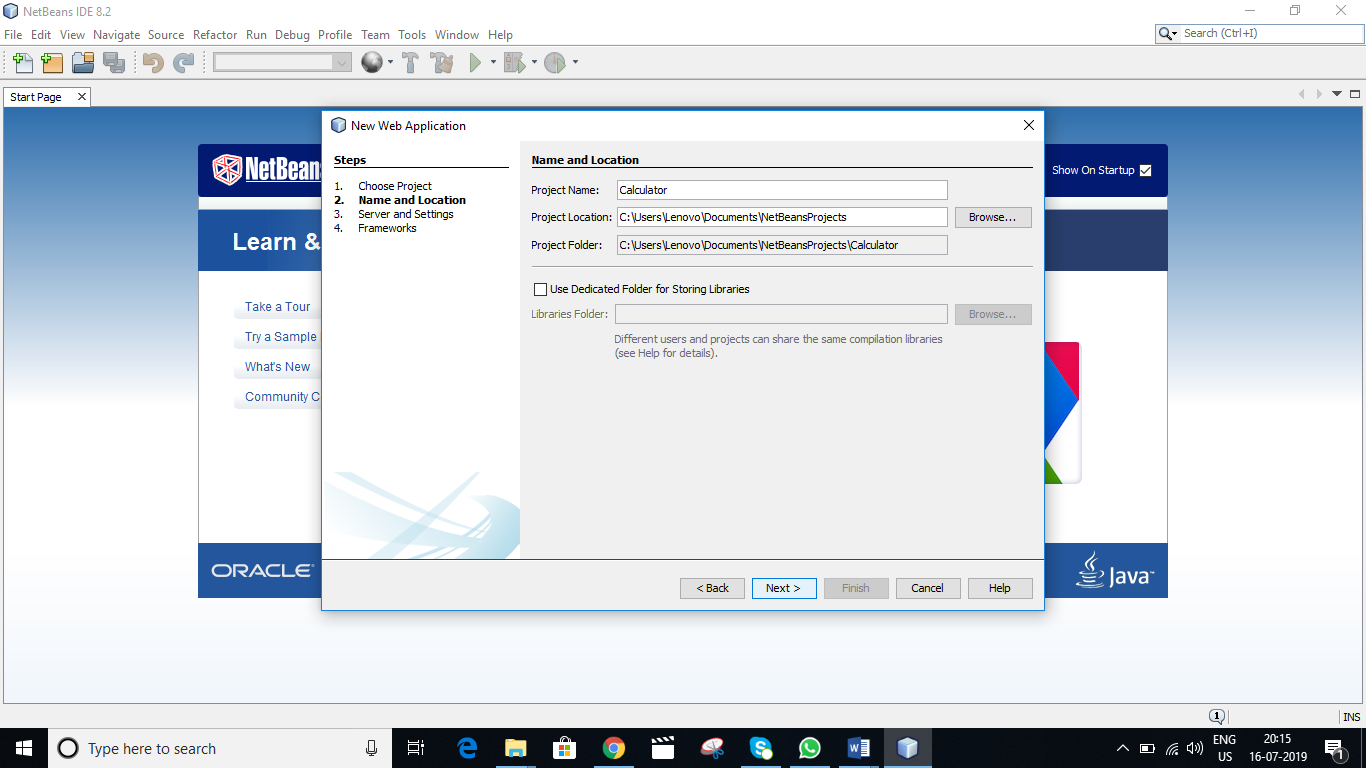 NetBeans IDE 8.2
File Edit View Navigate Source Refactor Run Debug Profile Team Tools Window Help
Search (Ctrl+I)
Start Page
New Web Application
NetBeans
Show On Startup
Learn &
Take a Tour
Try a Sample
What's New
Community C
Steps
1. Choose Project
2. Name and Location
3. Server and Settings
4. Frameworks
Name and Location
Project Name: Calculator
Project Location: C:\Users\Lenovo\Documents\NetBeansProjects Browse...
Project Folder: C:\Users\Lenovo\Documents\NetBeansProjects\Calculator
Use Dedicated Folder for Storing Libraries
Libraries Folder: Browse...
Different users and projects can share the same compilation libraries
(see Help for details).
< Back Next > Finish Cancel Help
ORACLE
Java™
1 INS
Type here to search
ENG
US
20:15
16-07-2019
1